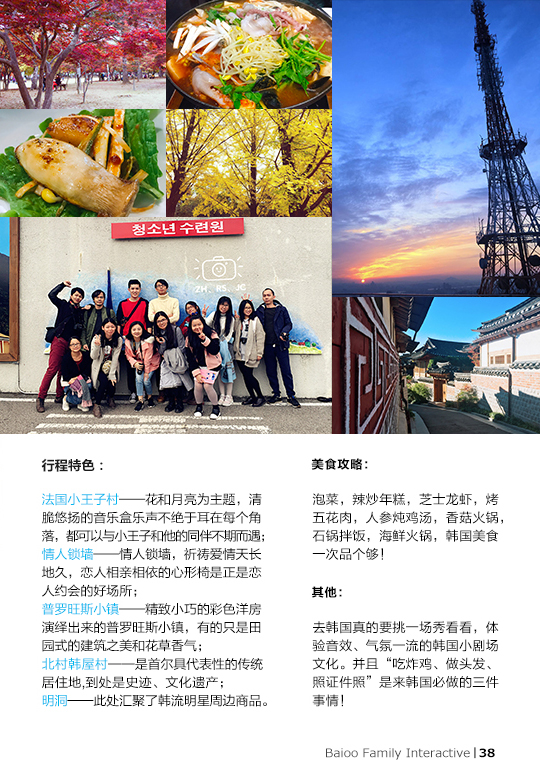 청소년 수련원
行程特色：
法国小王子村——花和月亮为主题，清
脆悠扬的音乐盒乐声不绝于耳在每个角
落，都可以与小王子和他的同伴不期而遇；
情人锁墙——情人锁墙，祈祷爱情天长
地久，恋人相亲相依的心形椅是正是恋
人约会的好场所；
普罗旺斯小镇——精致小巧的彩色洋房
演绎出来的普罗旺斯小镇，有的只是田
园式的建筑之美和花草香气；
北村韩屋村——是首尔具代表性的传统
居住地,到处是史迹、文化遗产；
明洞——此处汇聚了韩流明星周边商品。
美食攻略：
泡菜，辣炒年糕，芝士龙虾，烤
五花肉，人参炖鸡汤，香菇火锅，
石锅拌饭，海鲜火锅，韩国美食
一次品个够！
其他：
去韩国真的要挑一场秀看看，体
验音效、气氛一流的韩国小剧场
文化。并且“吃炸鸡、做头发、
照证件照”是来韩国必做的三件
事情！
Baioo Family Interactive | 38